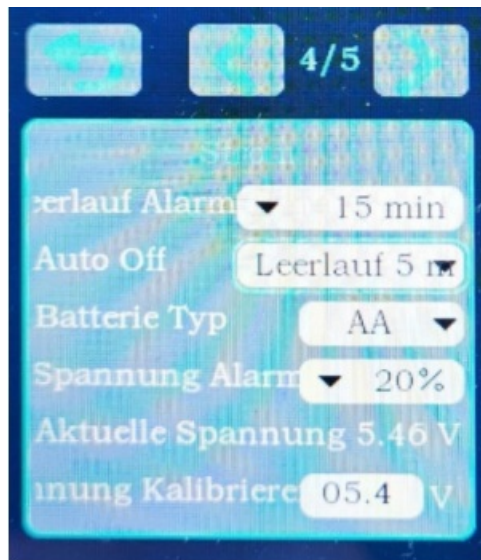 4/5
eerlauf Alarm 15 min
Auto Off Leerlauf 5 m
Batterie Typ AA
Spannung Alarm 20%
Aktuelle Spannung 5.46 V
nnung Kalibriere 05.4 V